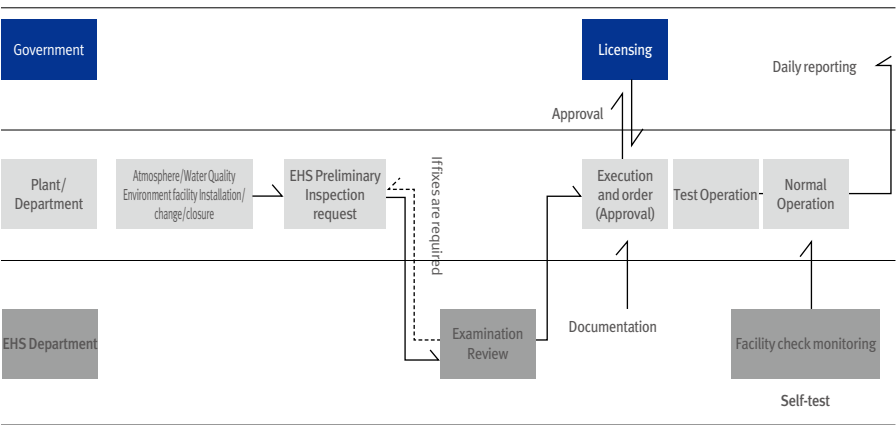 Government
Licensing
Daily reporting
Approval
Plant/
Department
Atmosphere/Water Quality
Environment facility Installation/
change/closure
EHS Preliminary
Inspection
request
If fixes are required
Execution
and order
(Approval)
Test Operation
Normal
Operation
EHS Department
Examination
Review
Documentation
Facility check monitoring
Self-test